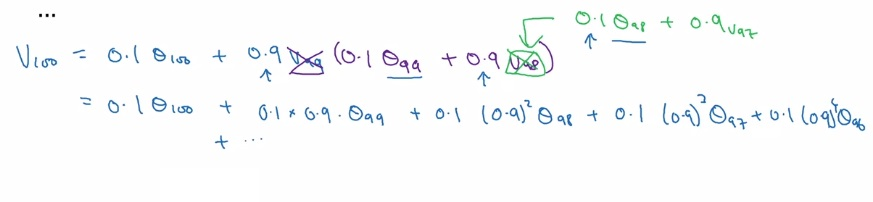 ...
0.1 θ98 + 0.9 V97
V100 = 0.1 θ100 + 0.9 V99 (0.1 θ99 + 0.9 V98)
= 0.1 θ100 + 0.1 × 0.9 · θ99 + 0.1 (0.9)² θ98 + 0.1 (0.9)³ θ97 + 0.1 (0.9)⁴ θ96
+ ...